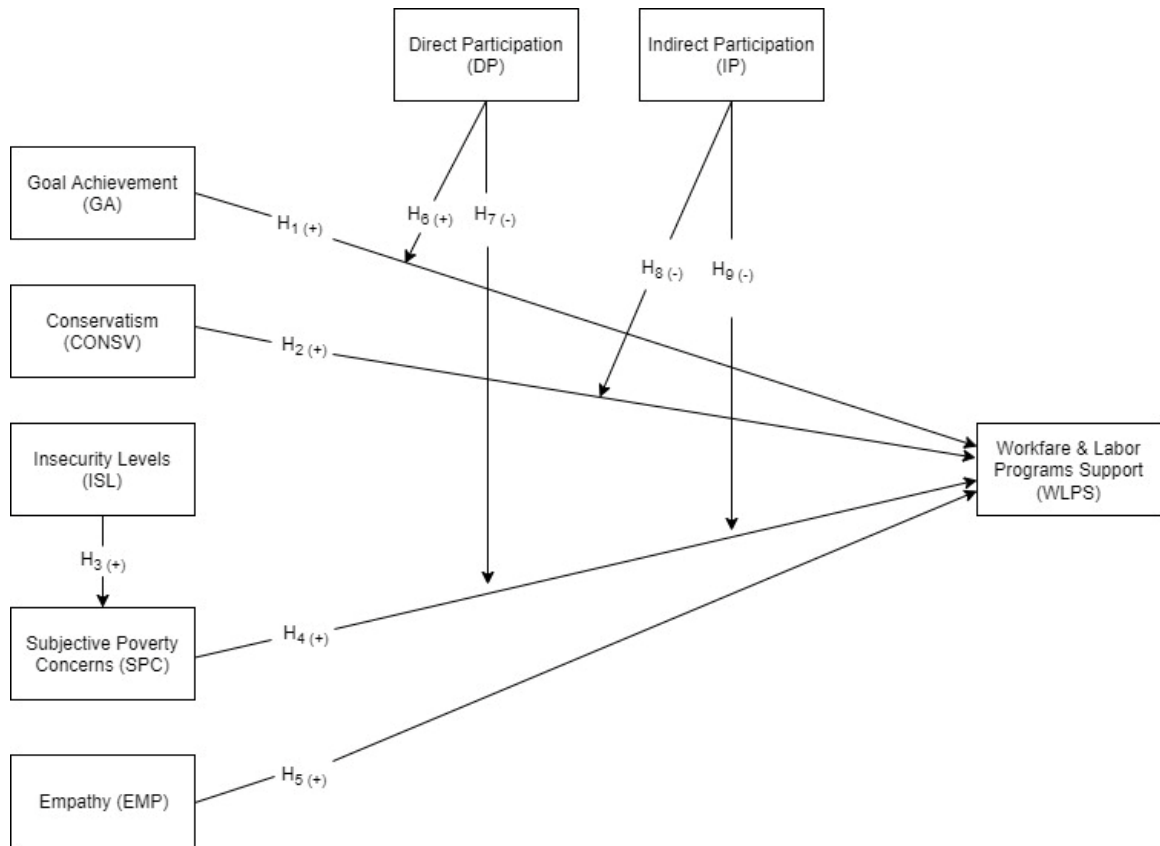 Direct Participation
(DP)
Indirect Participation
(IP)
Goal Achievement
(GA)
H1 (+)
H6 (+)
H7 (-)
H8 (-)
H9 (-)
Conservatism
(CONSV)
H2 (+)
Insecurity Levels
(ISL)
Workfare & Labor
Programs Support
(WLPS)
H3 (+)
Subjective Poverty
Concerns (SPC)
H4 (+)
Empathy (EMP)
H5 (+)